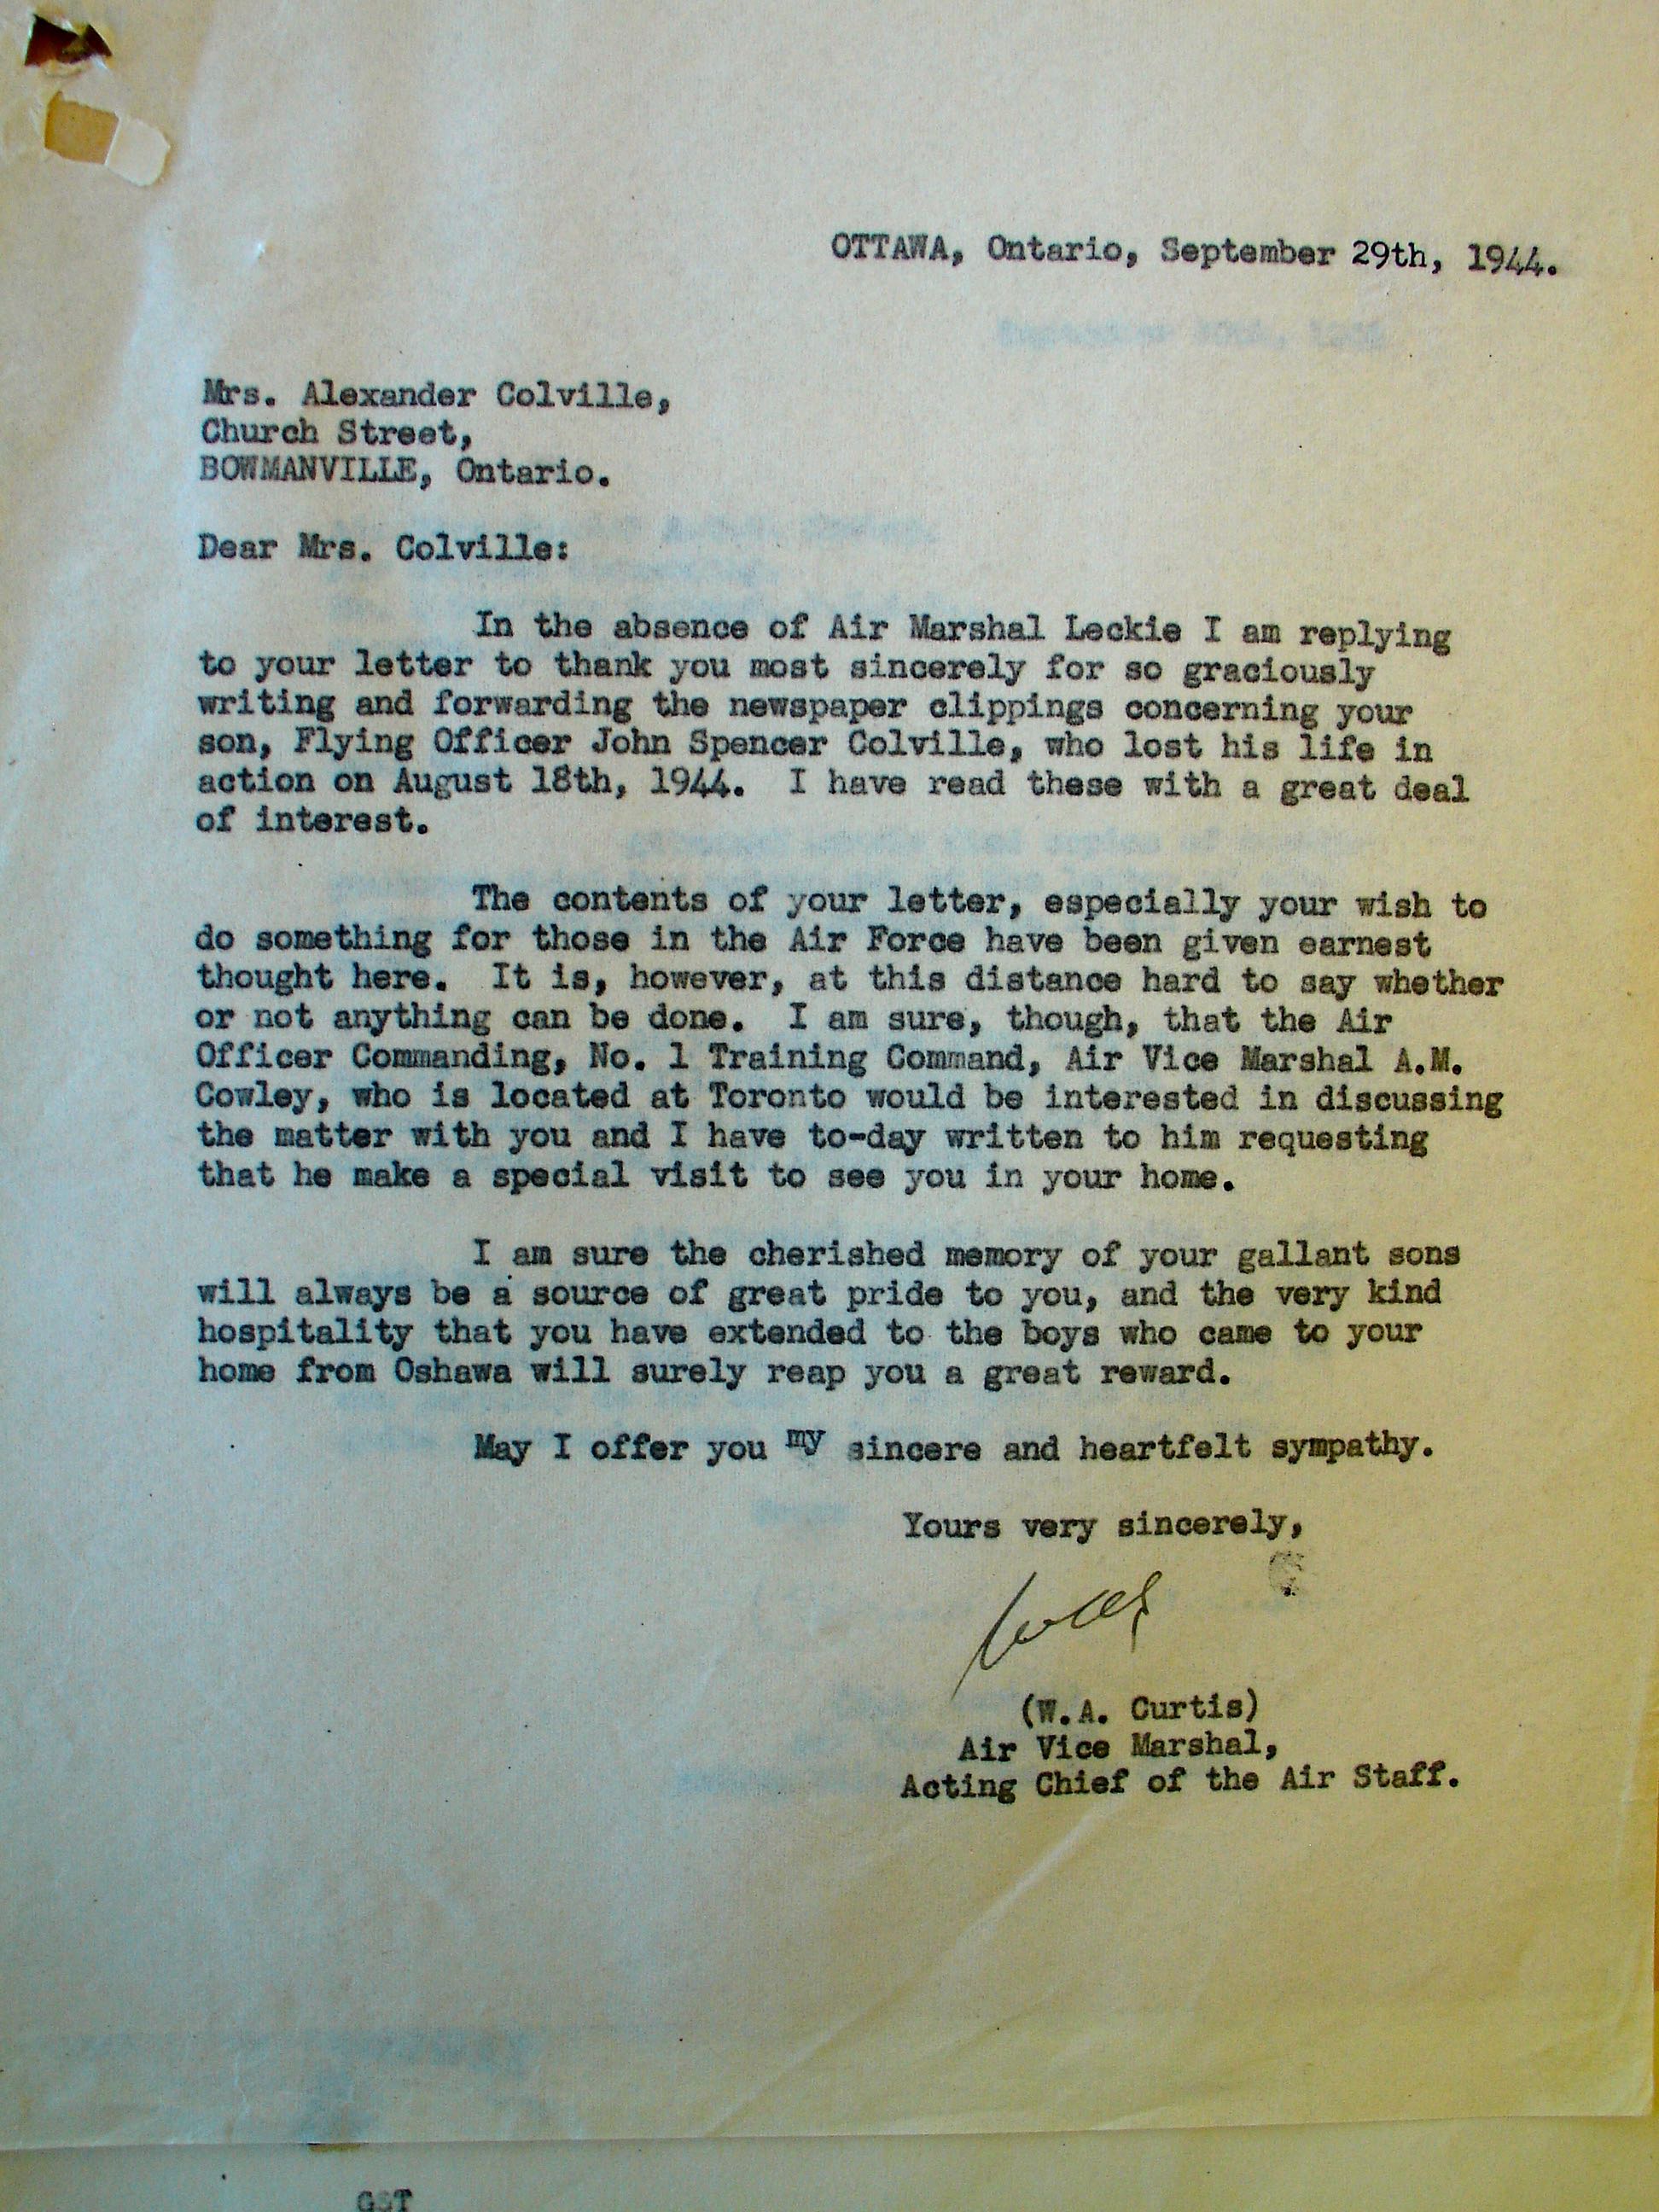 OTTAWA, Ontario, September 29th, 1944.
Mrs. Alexander Colville,
Church Street,
BOWMANVILLE, Ontario.
Dear Mrs. Colville:
In the absence of Air Marshal Leckie I am replying
to your letter to thank you most sincerely for so graciously
writing and forwarding the newspaper clippings concerning your
son, Flying Officer John Spencer Colville, who lost his life in
action on August 18th, 1944. I have read these with a great deal
of interest.
The contents of your letter, especially your wish to
do something for those in the Air Force have been given earnest
thought here. It is, however, at this distance hard to say whether
or not anything can be done. I am sure, though, that the Air
Officer Commanding, No. 1 Training Command, Air Vice Marshal A.M.
Cowley, who is located at Toronto would be interested in discussing
the matter with you and I have to-day written to him requesting
that he make a special visit to see you in your home.
I am sure the cherished memory of your gallant sons
will always be a source of great pride to you, and the very kind
hospitality that you have extended to the boys who came to your
home from Oshawa will surely reap you a great reward.
May I offer you my sincere and heartfelt sympathy.
Yours very sincerely,
(W.A. Curtis)
Air Vice Marshal,
Acting Chief of the Air Staff.